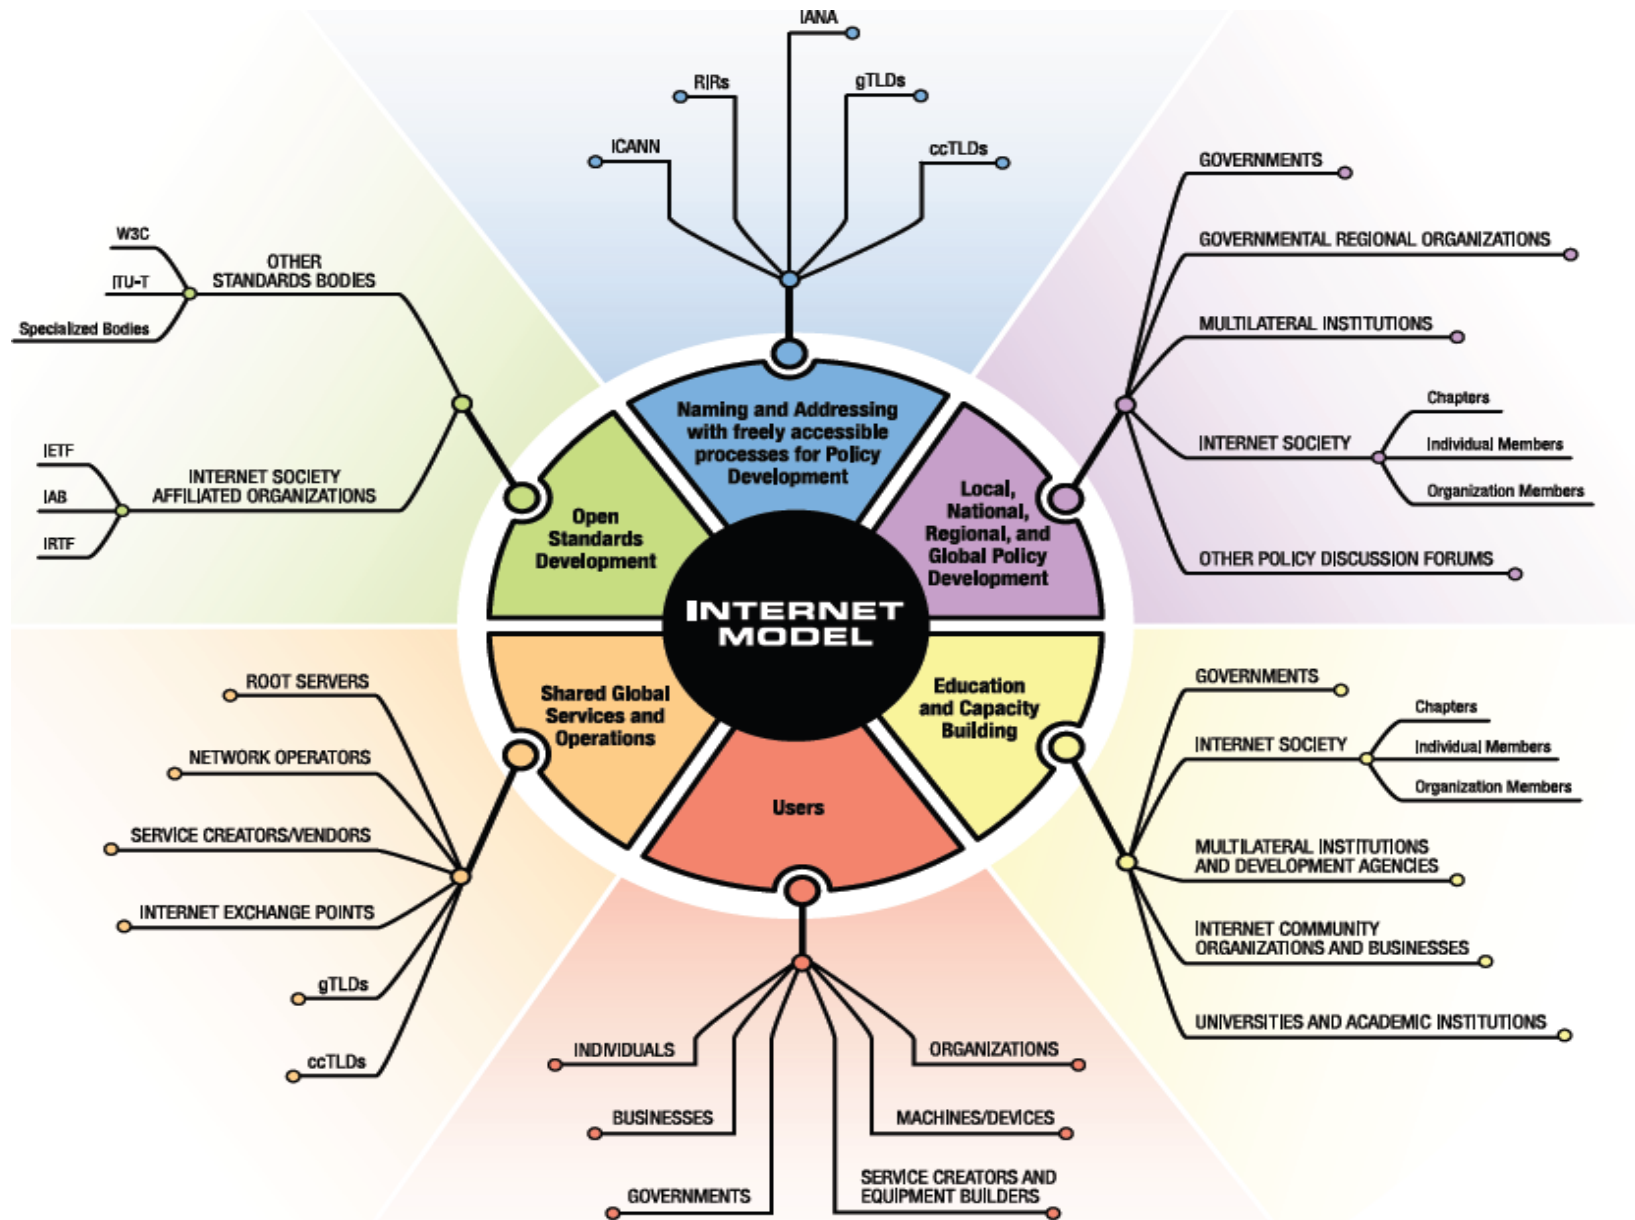 IANA
RIRs
gTLDs
ICANN
ccTLDs
GOVERNMENTS
GOVERNMENTAL REGIONAL ORGANIZATIONS
MULTILATERAL INSTITUTIONS
INTERNET SOCIETY
Chapters
Individual Members
Organization Members
OTHER POLICY DISCUSSION FORUMS
W3C
ITU-T
Specialized Bodies
OTHER
STANDARDS BODIES
IETF
IAB
IRTF
INTERNET SOCIETY
AFFILIATED ORGANIZATIONS
Naming and Addressing
with freely accessible
processes for Policy
Development
Open
Standards
Development
Local,
National,
Regional, and
Global Policy
Development
INTERNET
MODEL
Shared Global
Services and
Operations
Education
and Capacity
Building
Users
ROOT SERVERS
NETWORK OPERATORS
SERVICE CREATORS/VENDORS
INTERNET EXCHANGE POINTS
gTLDs
ccTLDs
GOVERNMENTS
INTERNET SOCIETY
Chapters
Individual Members
Organization Members
MULTILATERAL INSTITUTIONS
AND DEVELOPMENT AGENCIES
INTERNET COMMUNITY
ORGANIZATIONS AND BUSINESSES
UNIVERSITIES AND ACADEMIC INSTITUTIONS
INDIVIDUALS
BUSINESSES
GOVERNMENTS
ORGANIZATIONS
MACHINES/DEVICES
SERVICE CREATORS AND
EQUIPMENT BUILDERS